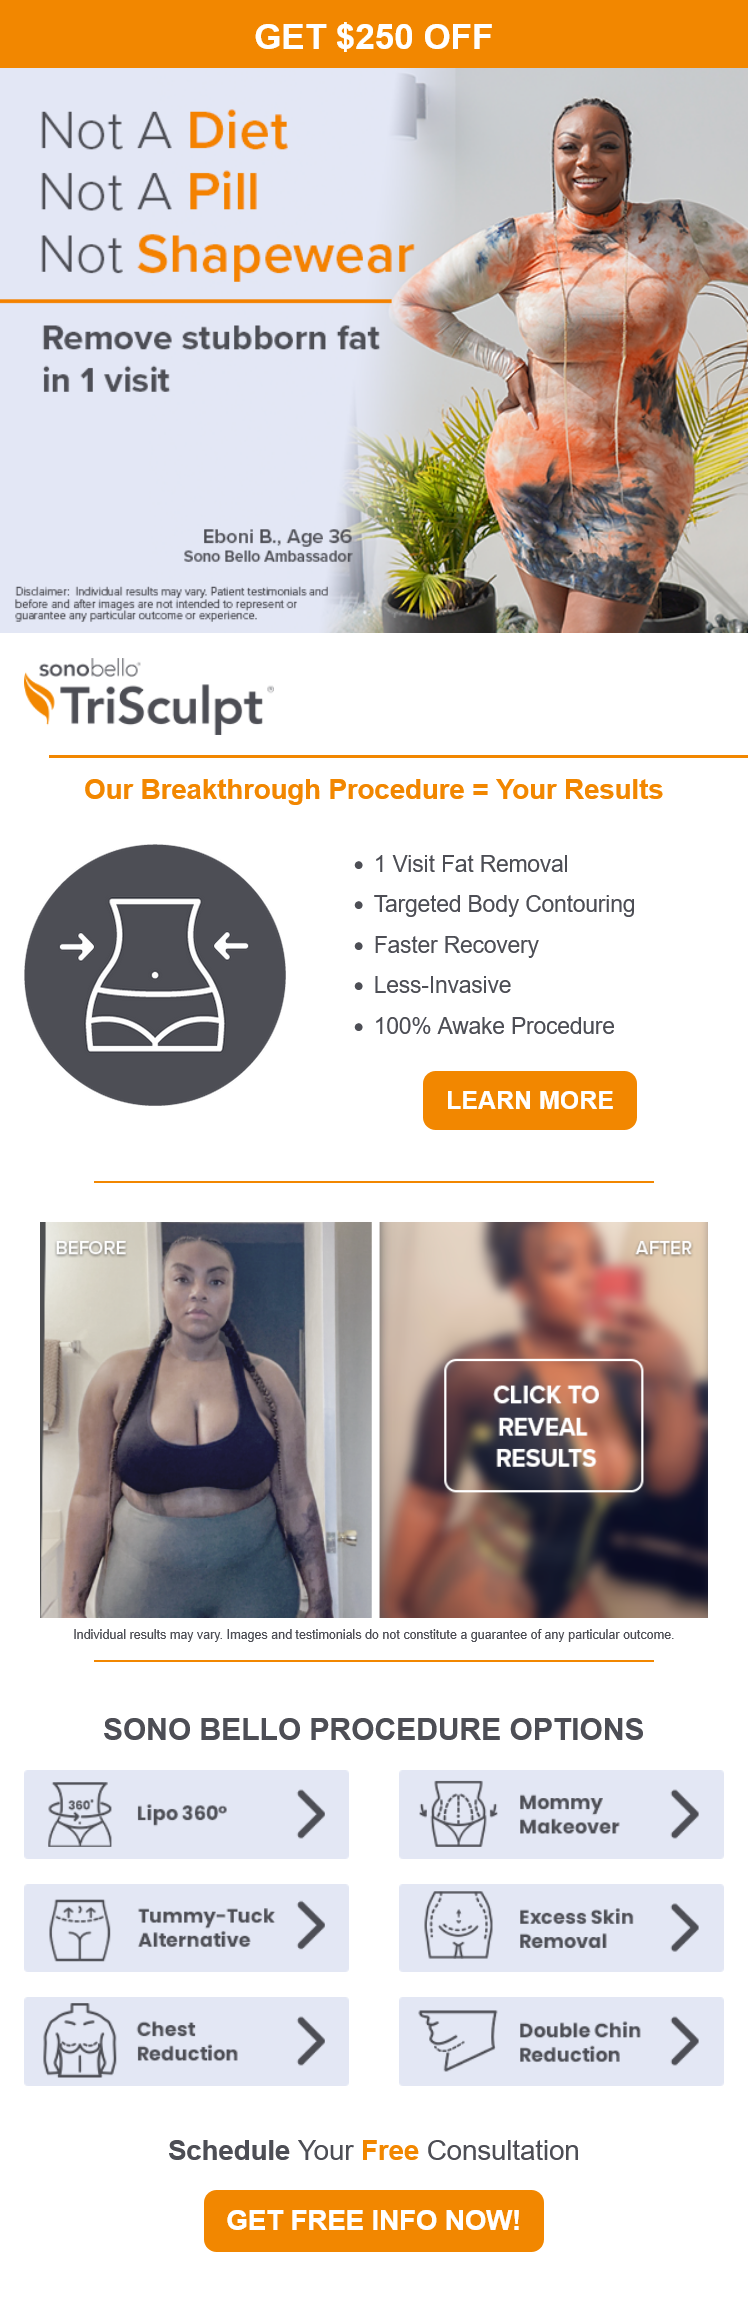 GET $250 OFF
Not A Diet
Not A Pill
Not Shapewear
Remove stubborn fat
in 1 visit
Eboni B., Age 36
Sono Bello Ambassador
Disclaimer: Individual results may vary. Patient testimonials and
before and after images are not intended to represent or
guarantee any particular outcome or experience.
sonobello®
TriSculpt®
Our Breakthrough Procedure = Your Results
• 1 Visit Fat Removal
• Targeted Body Contouring
• Faster Recovery
• Less-Invasive
• 100% Awake Procedure
LEARN MORE
BEFORE
AFTER
CLICK TO
REVEAL
RESULTS
Individual results may vary. Images and testimonials do not constitute a guarantee of any particular outcome.
SONO BELLO PROCEDURE OPTIONS
360°
Lipo 360°
Mommy
Makeover
Tummy-Tuck
Alternative
Excess Skin
Removal
Chest
Reduction
Double Chin
Reduction
Schedule Your Free Consultation
GET FREE INFO NOW!